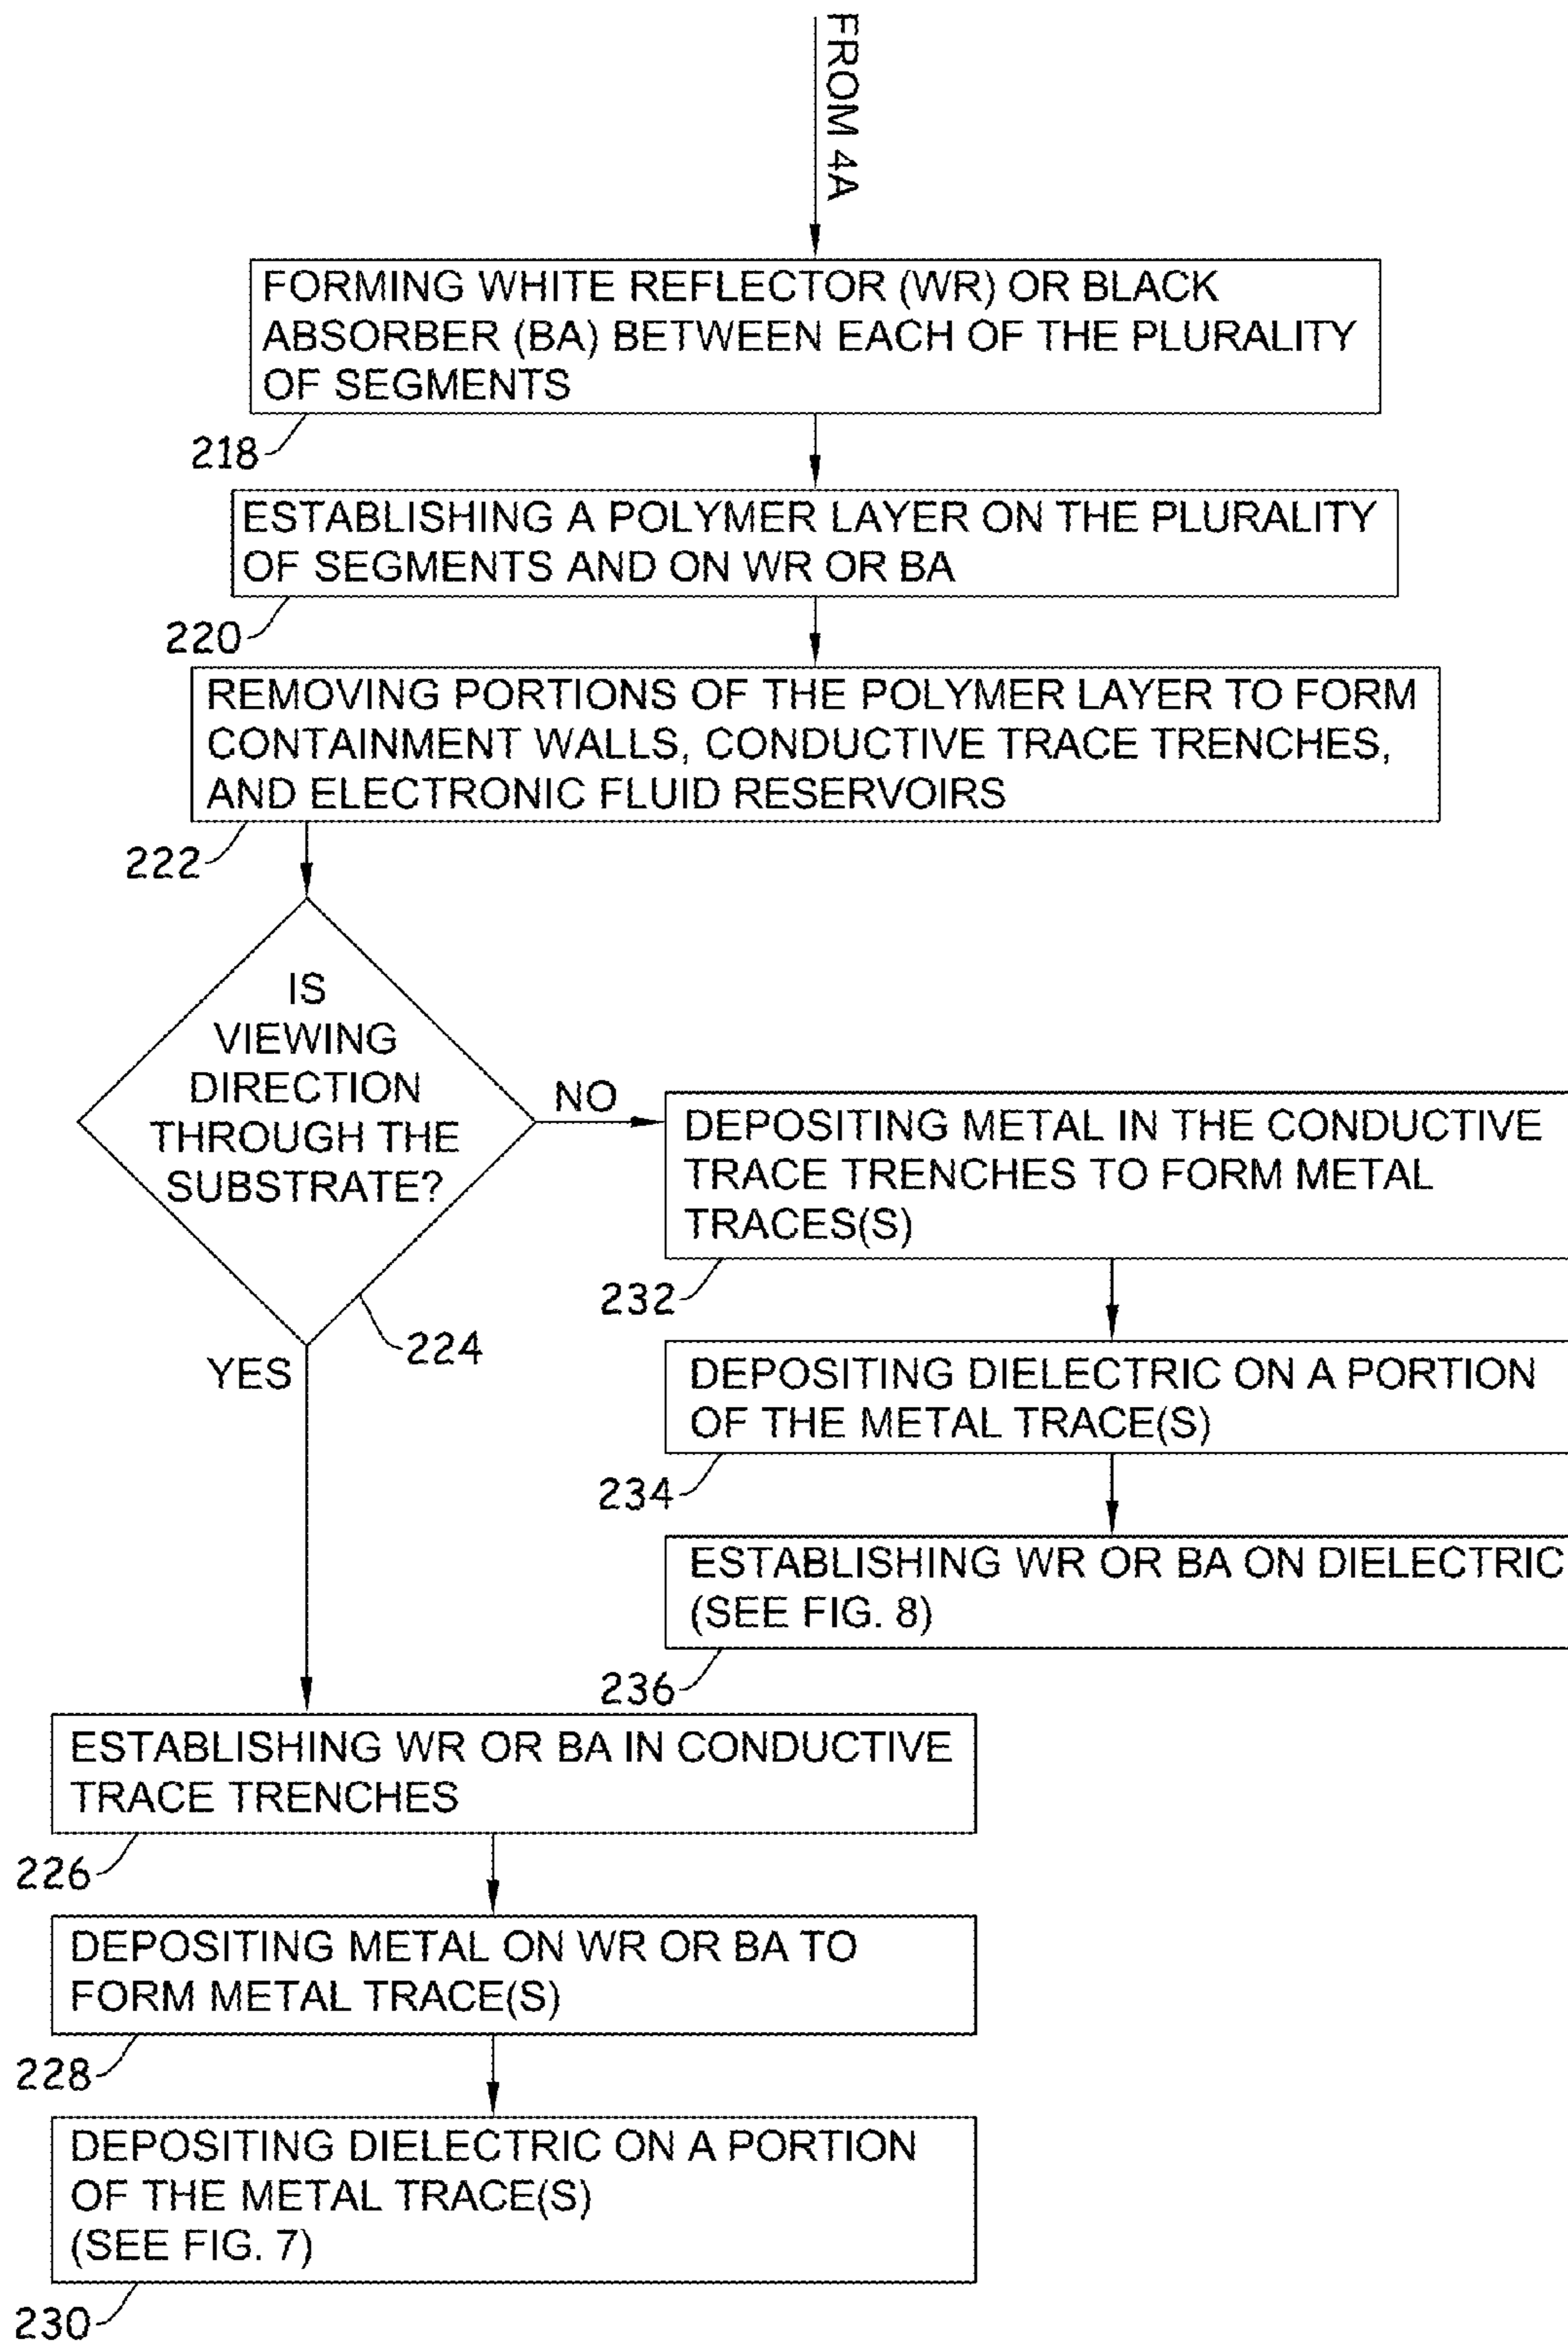 FROM 4A
FORMING WHITE REFLECTOR (WR) OR BLACK
ABSORBER (BA) BETWEEN EACH OF THE PLURALITY
OF SEGMENTS
218
ESTABLISHING A POLYMER LAYER ON THE PLURALITY
OF SEGMENTS AND ON WR OR BA
220
REMOVING PORTIONS OF THE POLYMER LAYER TO FORM
CONTAINMENT WALLS, CONDUCTIVE TRACE TRENCHES,
AND ELECTRONIC FLUID RESERVOIRS
222
IS
VIEWING
DIRECTION
THROUGH THE
SUBSTRATE?
224
NO
DEPOSITING METAL IN THE CONDUCTIVE
TRACE TRENCHES TO FORM METAL
TRACES(S)
232
DEPOSITING DIELECTRIC ON A PORTION
OF THE METAL TRACE(S)
234
ESTABLISHING WR OR BA ON DIELECTRIC
(SEE FIG. 8)
236
YES
ESTABLISHING WR OR BA IN CONDUCTIVE
TRACE TRENCHES
226
DEPOSITING METAL ON WR OR BA TO
FORM METAL TRACE(S)
228
DEPOSITING DIELECTRIC ON A PORTION
OF THE METAL TRACE(S)
(SEE FIG. 7)
230